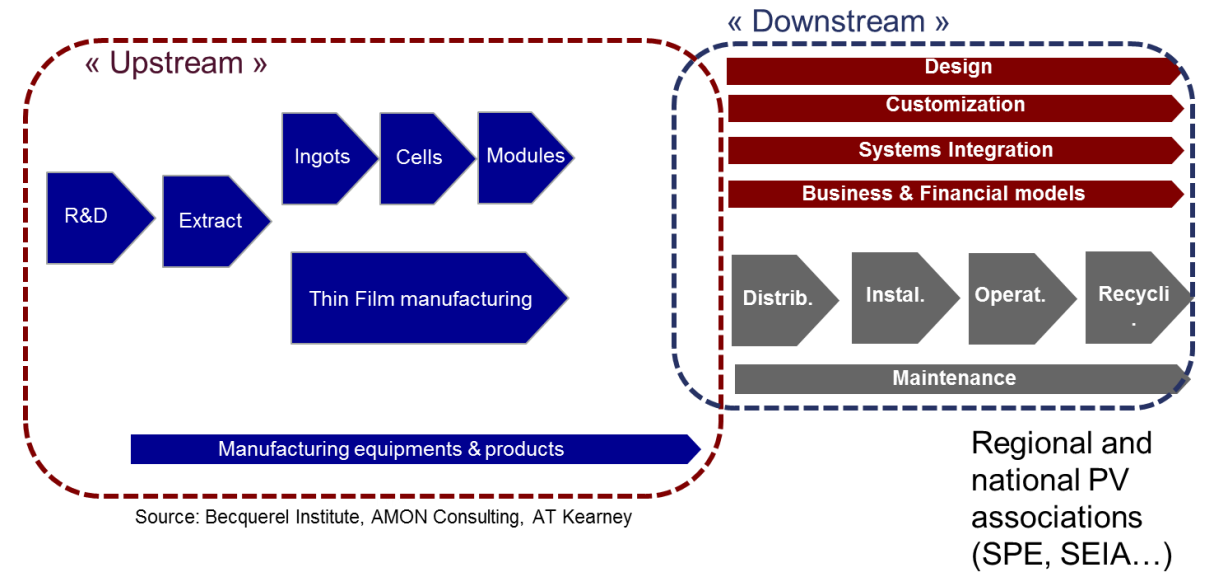 « Downstream »
« Upstream »
Design
Customization
Systems Integration
Business & Financial models
Ingots
Cells
Modules
R&D
Extract
Thin Film manufacturing
Distrib.
Instal.
Operat.
Recycli
.
Maintenance
Manufacturing equipments & products
Source: Becquerel Institute, AMON Consulting, AT Kearney
Regional and
national PV
associations
(SPE, SEIA…)